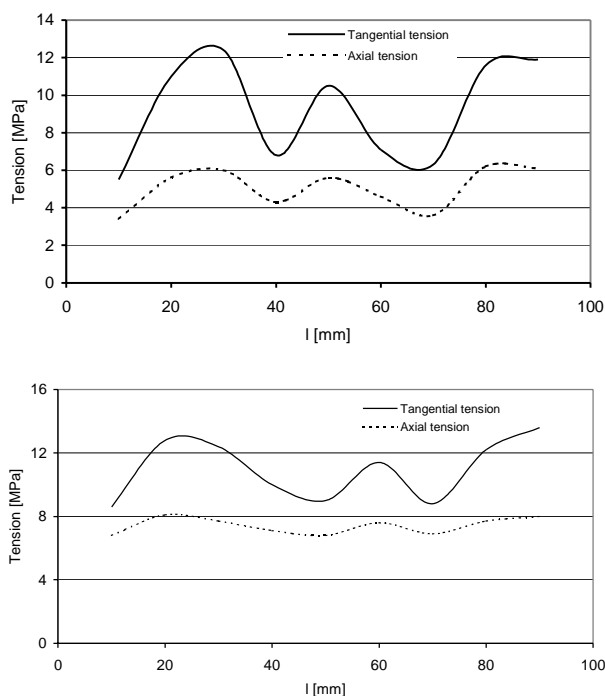 14
Tangential tension
12
Axial tension
10
8
6
4
2
0
Tension [MPa]
0 20 40 60 80 100
l [mm]
16
Tangential tension
Axial tension
12
8
4
0
Tension [MPa]
0 20 40 60 80 100
l [mm]